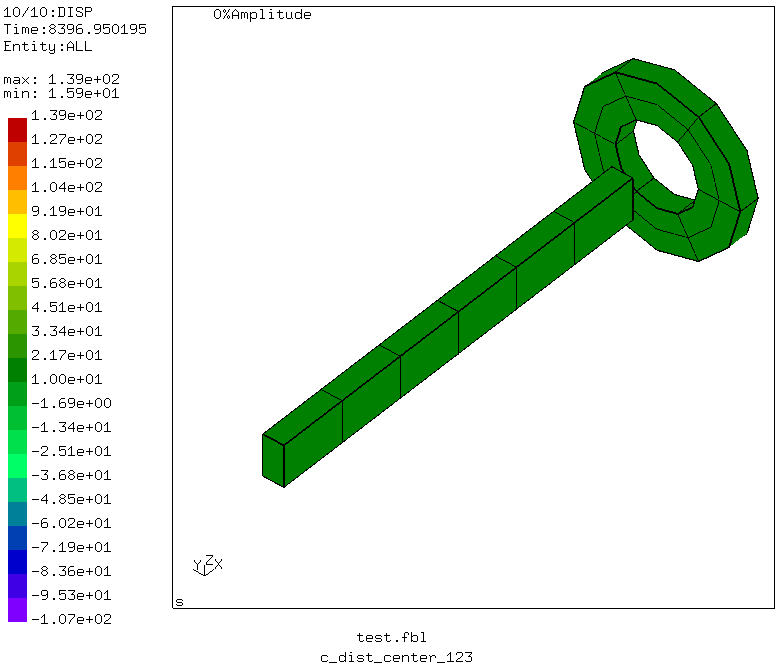 10/10:DISP
Time:8396.950195
Entity:ALL
max: 1.39e+02
min: 1.59e+01
1.39e+02
1.27e+02
1.15e+02
1.04e+02
9.19e+01
8.02e+01
6.85e+01
5.68e+01
4.51e+01
3.34e+01
2.17e+01
1.00e+01
-1.69e+00
-1.34e+01
-2.51e+01
-3.68e+01
-4.85e+01
-6.02e+01
-7.19e+01
-8.36e+01
-9.53e+01
-1.07e+02
0%Amplitude
Y Z X
s
test.fbl
c_dist_center_123